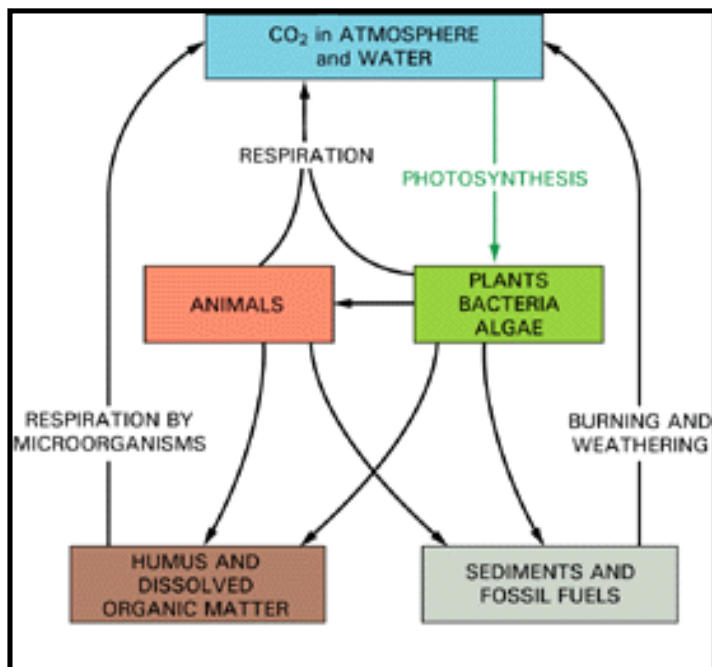 CO₂ in ATMOSPHERE
and WATER
RESPIRATION
PHOTOSYNTHESIS
ANIMALS
PLANTS
BACTERIA
ALGAE
RESPIRATION BY
MICROORGANISMS
BURNING AND
WEATHERING
HUMUS AND
DISSOLVED
ORGANIC MATTER
SEDIMENTS AND
FOSSIL FUELS